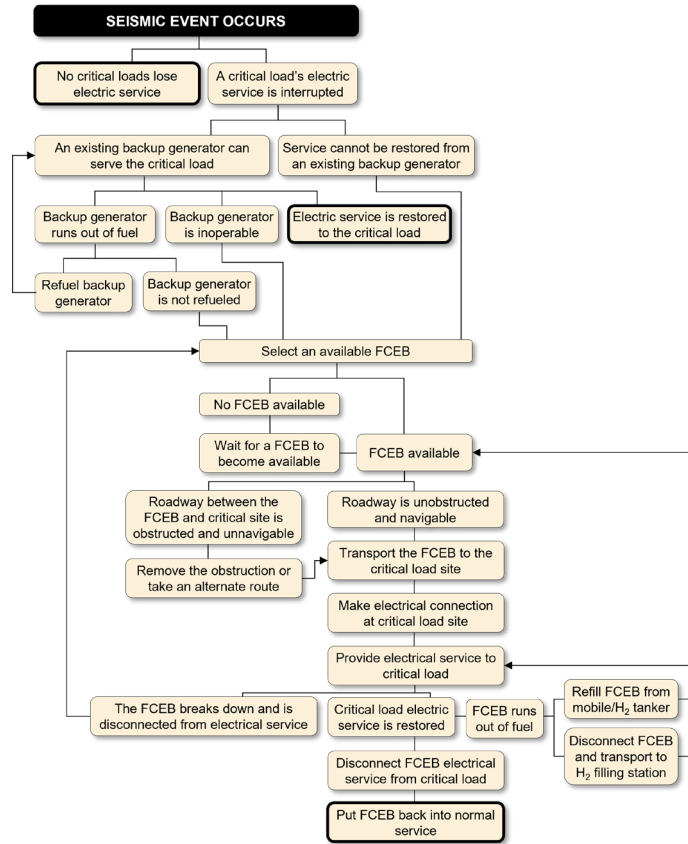 SEISMIC EVENT OCCURS
No critical loads lose
electric service
A critical load's electric
service is interrupted
An existing backup generator can
serve the critical load
Service cannot be restored from
an existing backup generator
Backup generator
runs out of fuel
Backup generator
is inoperable
Electric service is restored
to the critical load
Refuel backup
generator
Backup generator
is not refueled
Select an available FCEB
No FCEB available
Wait for a FCEB to
become available
FCEB available
Roadway between the
FCEB and critical site is
obstructed and unnavigable
Roadway is unobstructed
and navigable
Remove the obstruction or
take an alternate route
Transport the FCEB to the
critical load site
Make electrical connection
at critical load site
Provide electrical service to
critical load
The FCEB breaks down and is
disconnected from electrical service
Critical load electric
service is restored
FCEB runs
out of fuel
Refill FCEB from
mobile/H₂ tanker
Disconnect FCEB
and transport to
H₂ filling station
Disconnect FCEB electrical
service from critical load
Put FCEB back into normal
service